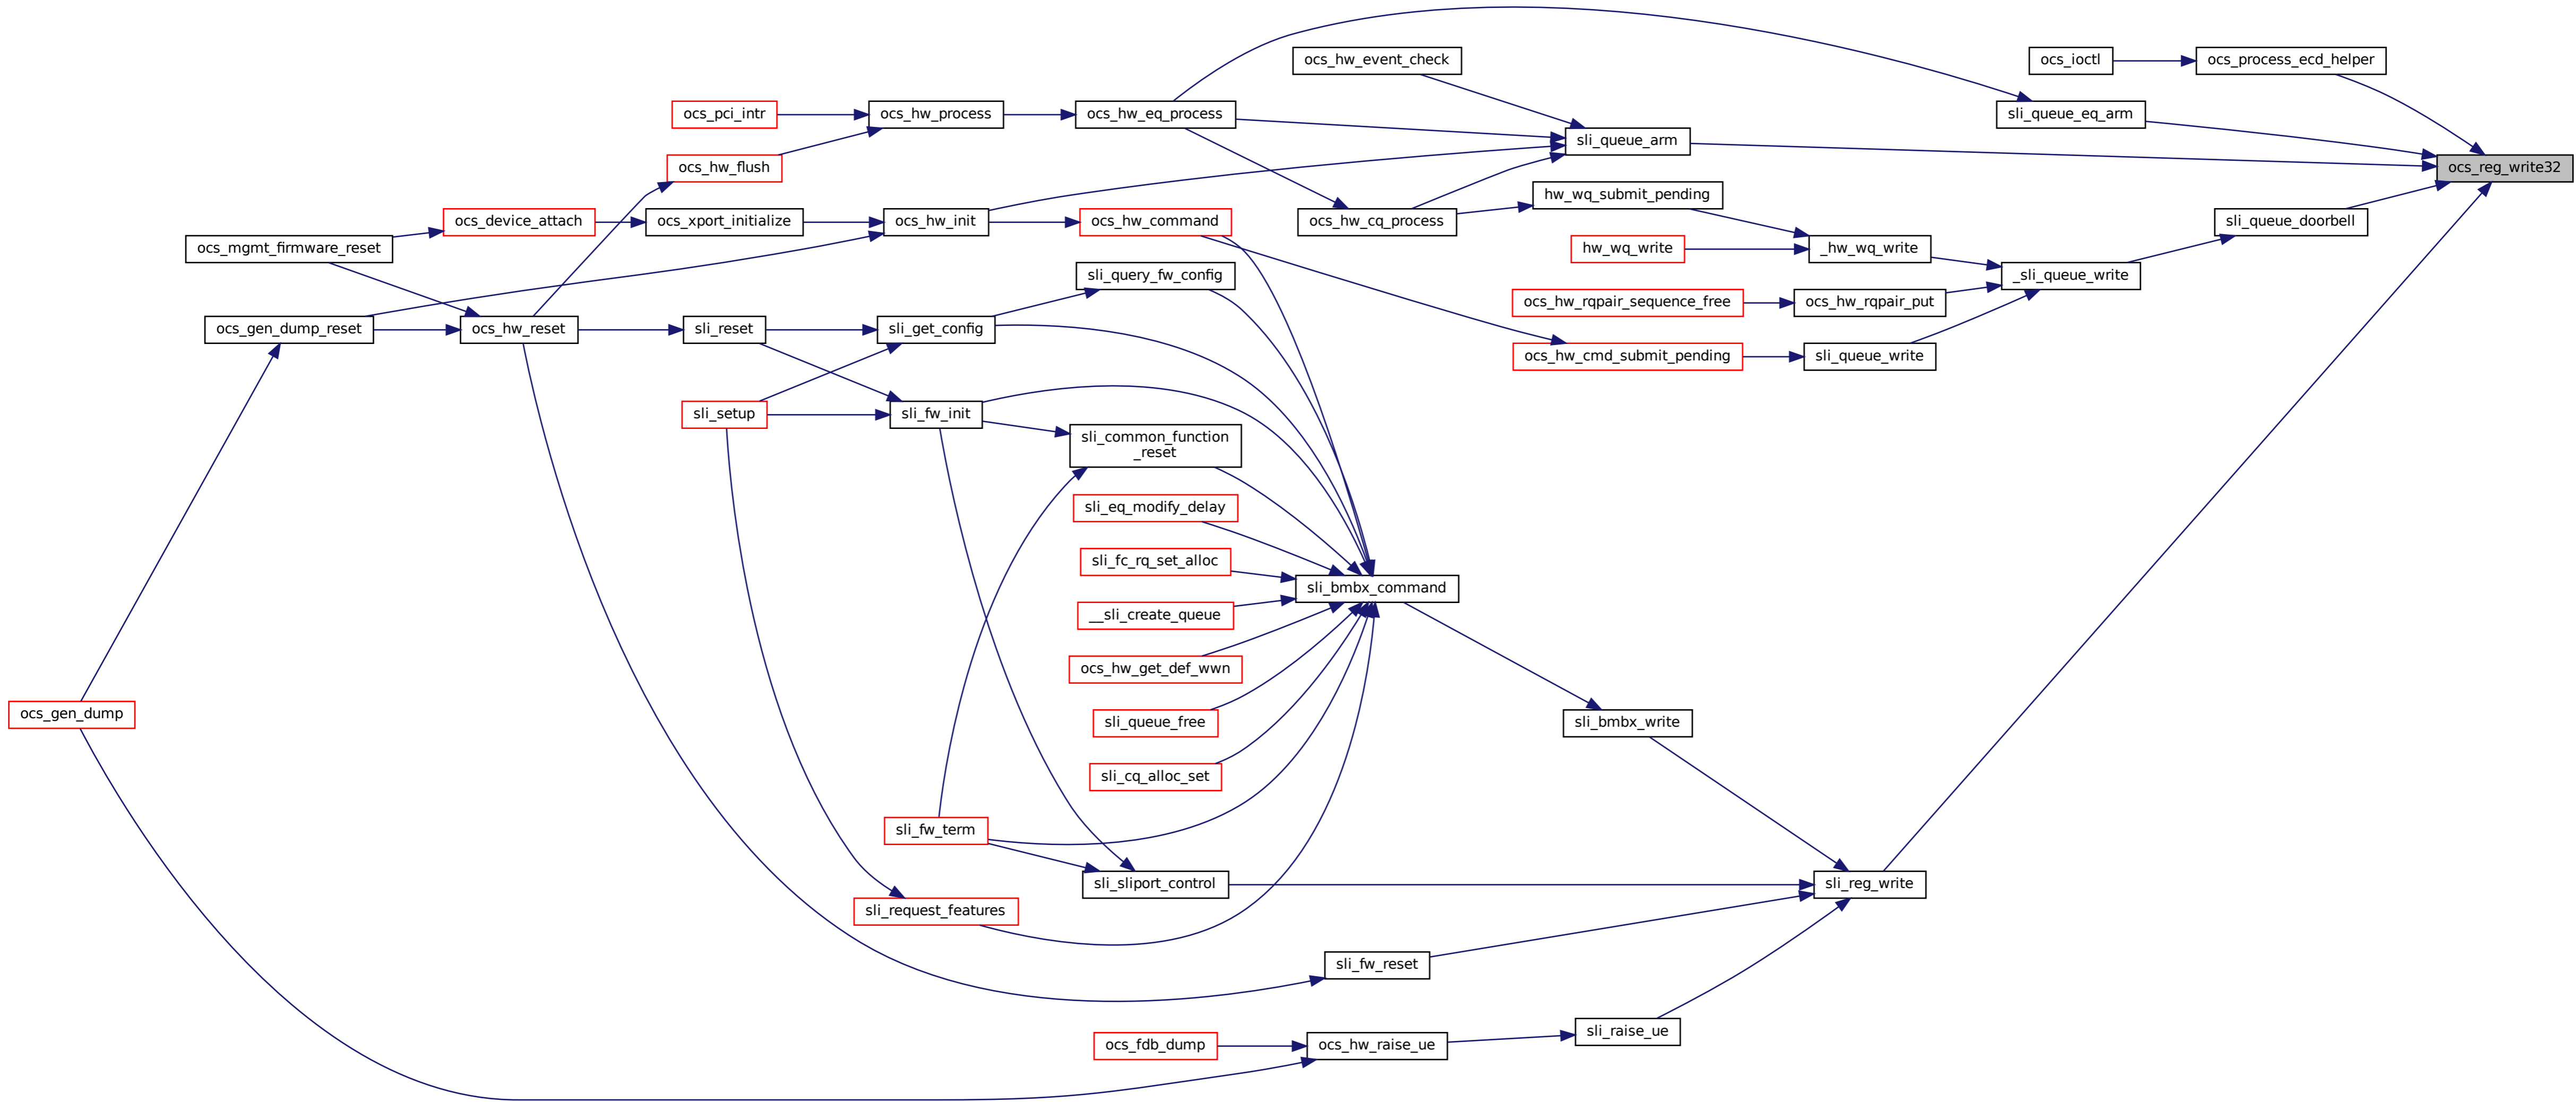 ocs_hw_event_check
ocs_ioctl
ocs_process_ecd_helper
ocs_pci_intr
ocs_hw_process
ocs_hw_eq_process
sli_queue_eq_arm
sli_queue_arm
ocs_hw_flush
ocs_reg_write32
hw_wq_submit_pending
ocs_device_attach
ocs_xport_initialize
ocs_hw_init
ocs_hw_command
ocs_hw_cq_process
sli_queue_doorbell
ocs_mgmt_firmware_reset
hw_wq_write
_hw_wq_write
sli_query_fw_config
_sli_queue_write
ocs_hw_rqpair_sequence_free
ocs_hw_rqpair_put
ocs_gen_dump_reset
ocs_hw_reset
sli_reset
sli_get_config
ocs_hw_cmd_submit_pending
sli_queue_write
sli_setup
sli_fw_init
sli_common_function
_reset
sli_eq_modify_delay
sli_fc_rq_set_alloc
sli_bmbx_command
__sli_create_queue
ocs_hw_get_def_wwn
ocs_gen_dump
sli_queue_free
sli_bmbx_write
sli_cq_alloc_set
sli_fw_term
sli_sliport_control
sli_reg_write
sli_request_features
sli_fw_reset
sli_raise_ue
ocs_fdb_dump
ocs_hw_raise_ue